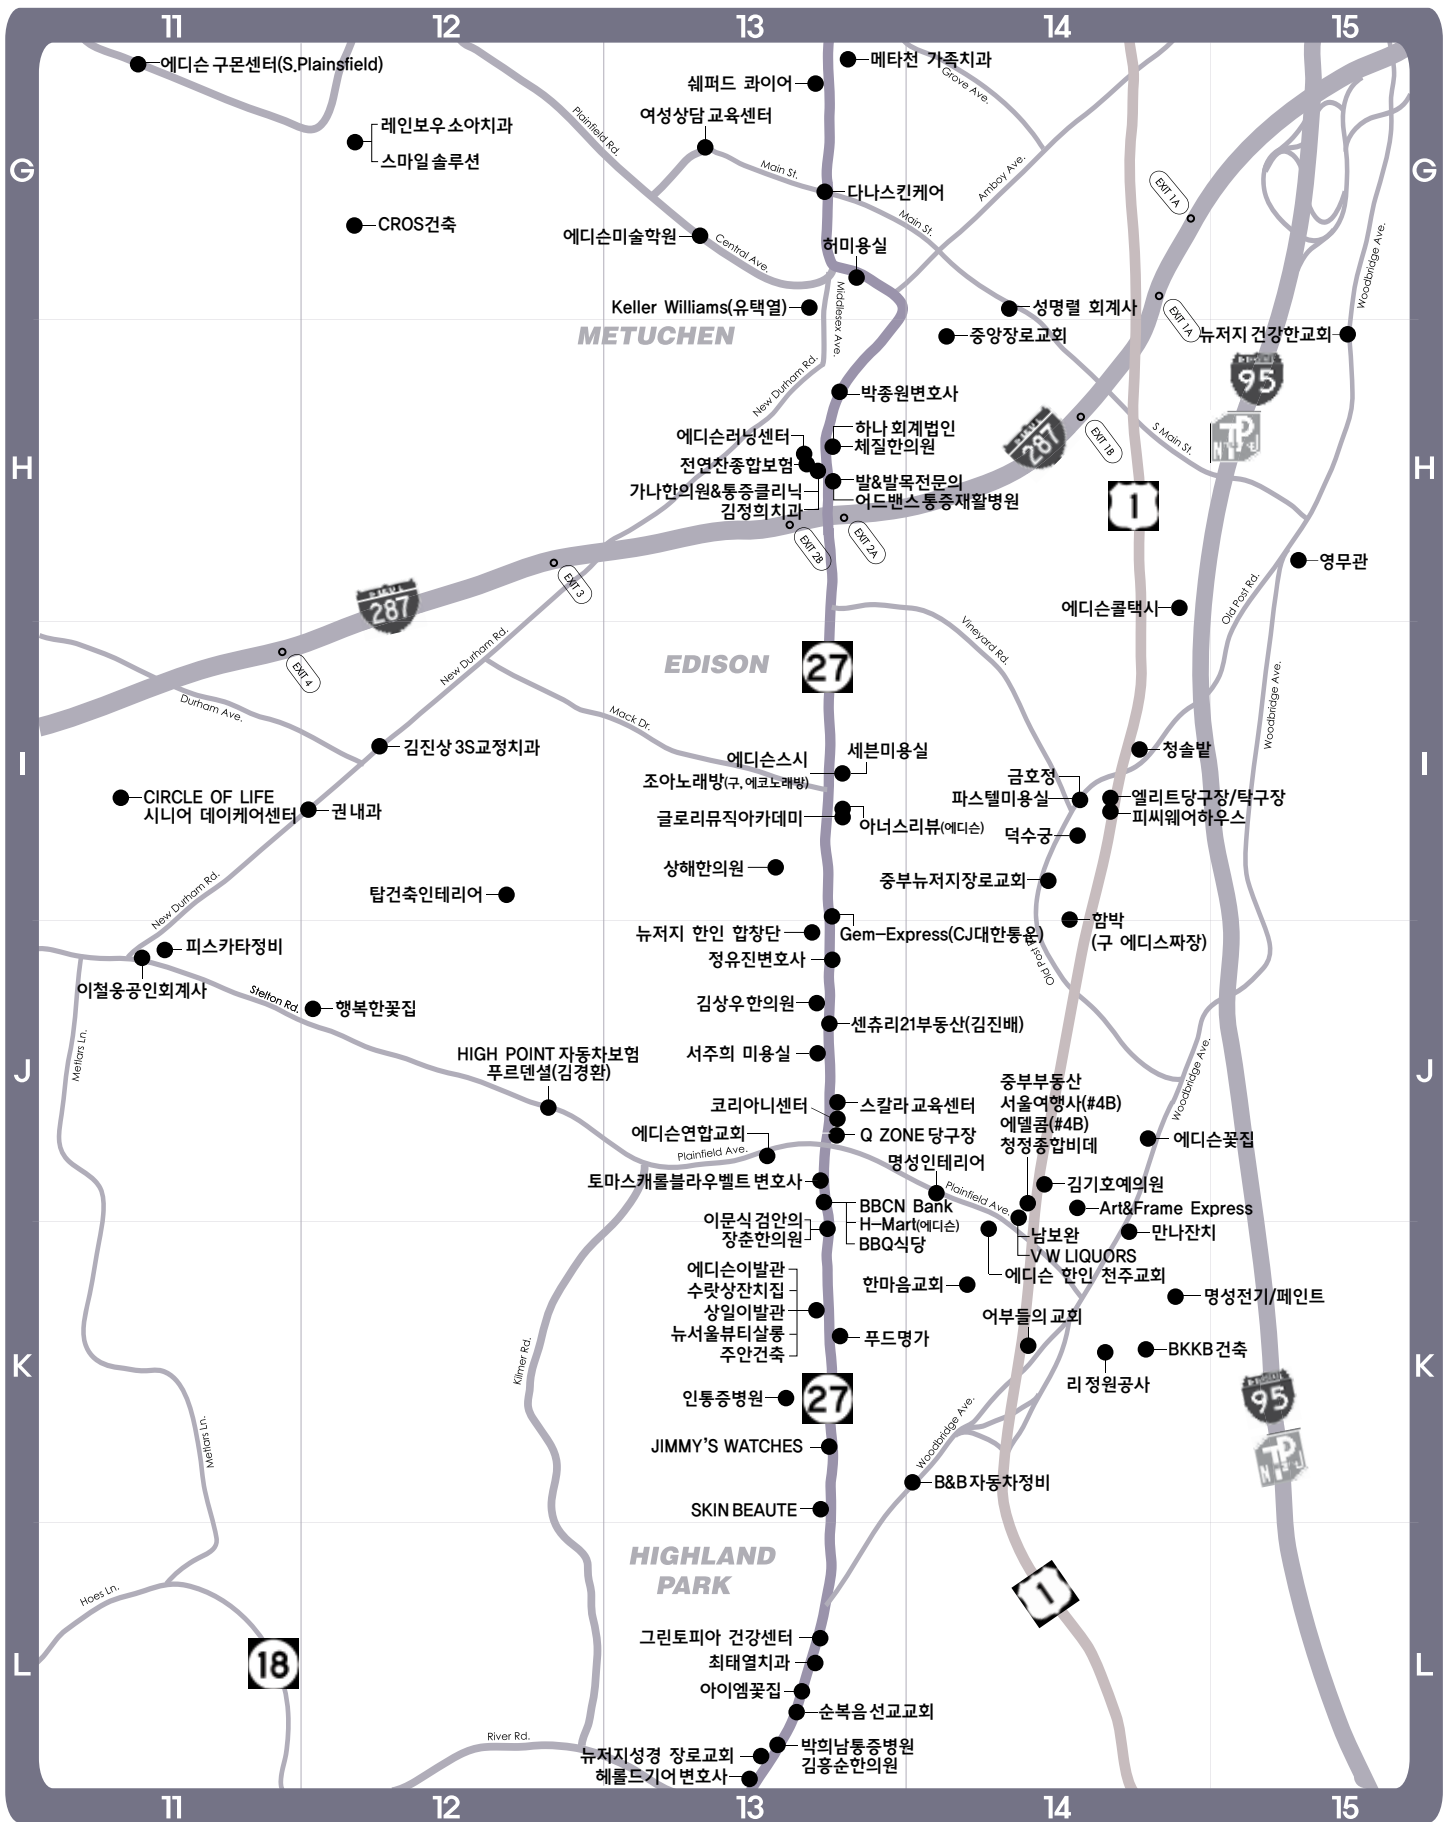 11 12 13 14 15
에디슨 구몬센터(S.Plainsfield)
메타천 가족치과
쉐퍼드 콰이어
Grove Ave.
여성상담 교육센터
레인보우 소아치과
Plainfield Rd.
스마일 솔루션
G
Main St.
G
Amboy Ave.
EXIT 1A
다나스킨케어
CROS건축
Main St.
에디슨미술학원
Central Ave.
허미용실
Woodbridge Ave.
Keller Williams(유택열)
Middlesex Ave.
성명렬 회계사
EXIT 1A
METUCHEN
중앙장로교회
뉴저지 건강한교회
New Durham Rd.
95
박종원변호사
하나 회계법인
에디슨러닝센터
체질한의원
287
EXIT 1B
S Main St.
NTPJ
H
전연찬종합보험
H
발&발목전문의
가나한의원&통증클리닉
어드밴스 통증재활병원
김정희치과
1
EXIT 2B
EXIT 2A
EXIT 3
영무관
287
에디슨콜택시
Old Post Rd.
New Durham Rd.
Vineyard Rd.
EDISON
27
EXIT 4
Durham Ave.
Mack Dr.
Woodbridge Ave.
김진상 3S교정치과
세븐미용실
청솔밭
에디슨스시
I
조아노래방(구, 에코노래방)
금호정
I
CIRCLE OF LIFE
시니어 데이케어센터
권내과
파스텔미용실
엘리트당구장/탁구장
글로리뮤직아카데미
아너스리뷰(에디슨)
피씨웨어하우스
덕수궁
상해한의원
중부뉴저지장로교회
탑건축인테리어
New Durham Rd.
함박
(구 에디스짜장)
뉴저지 한인 합창단
Gem-Express(CJ대한통운)
피스카타정비
정유진변호사
Old Post Rd.
이철웅공인회계사
Stelton Rd.
행복한꽃집
김상우한의원
센츄리21부동산(김진배)
Metlars Ln.
HIGH POINT 자동차보험
푸르덴셜(김경환)
서주희 미용실
J
J
중부부동산
서울여행사(#4B)
에델콤(#4B)
청정종합비데
Woodbridge Ave.
코리아니센터
스칼라 교육센터
에디슨연합교회
Q ZONE 당구장
에디슨꽃집
Plainfield Ave.
명성인테리어
토마스캐롤블라우벨트 변호사
Plainfield Ave.
김기호예의원
BBCN Bank
Art&Frame Express
이문식 검안의
H-Mart(에디슨)
장춘한의원
BBQ식당
남보완
만나잔치
V W LIQUORS
에디슨이발관
한마음교회
에디슨 한인 천주교회
수랏상잔치집
명성전기/페인트
상일이발관
어부들의 교회
뉴서울뷰티살롱
푸드명가
주안건축
BKKB 건축
K
K
Kilmer Rd.
리 정원공사
인통증병원
27
95
Metlars Ln.
JIMMY'S WATCHES
Woodbridge Ave.
NTPJ
B&B 자동차정비
SKIN BEAUTE
HIGHLAND
PARK
Hoes Ln.
1
그린토피아 건강센터
L
18
최태열치과
L
아이엠꽃집
순복음 선교교회
River Rd.
박희남통증병원
뉴저지성경 장로교회
김홍순한의원
헤롤드기어 변호사
11 12 13 14 15